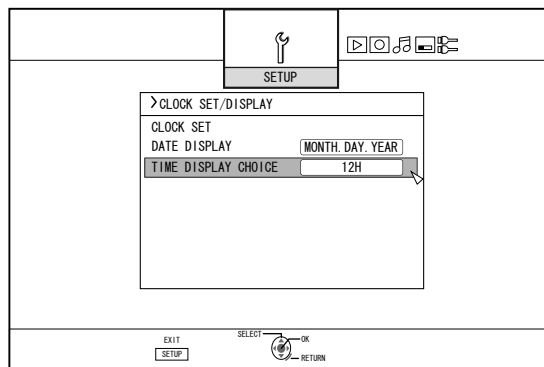 SETUP
>CLOCK SET/DISPLAY
CLOCK SET
DATE DISPLAY MONTH.DAY.YEAR
TIME DISPLAY CHOICE 12H
EXIT SELECT OK
SETUP RETURN